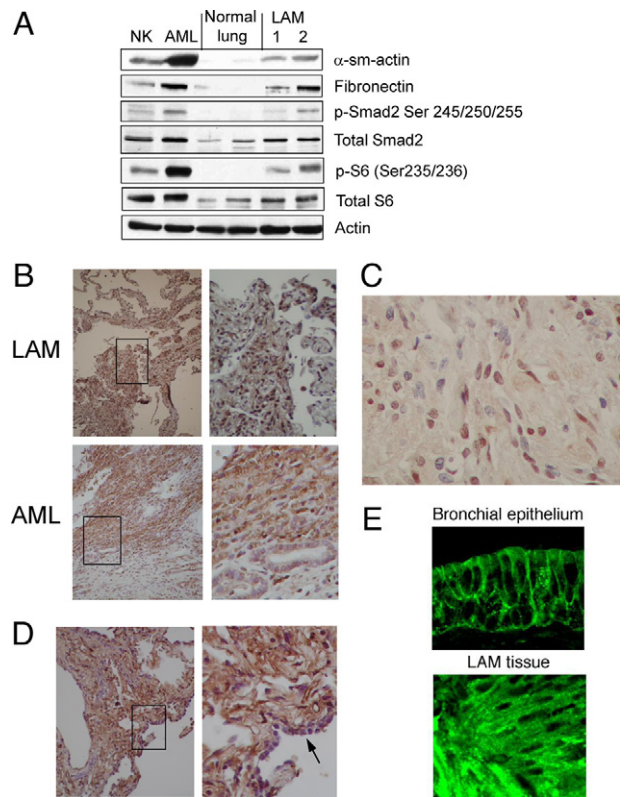 A
NK AML Normal lung LAM 1 2
α-sm-actin
Fibronectin
p-Smad2 Ser 245/250/255
Total Smad2
p-S6 (Ser235/236)
Total S6
Actin
B
LAM
AML
C
D
E
Bronchial epithelium
LAM tissue